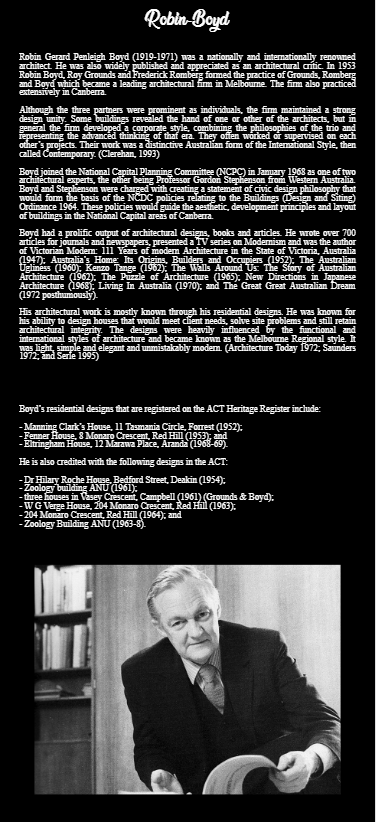 Robin Boyd
Robin Gerard Penleigh Boyd (1919-1971) was a nationally and internationally renowned
architect. He was also widely published and appreciated as an architectural critic. In 1953
Robin Boyd, Roy Grounds and Frederick Romberg formed the practice of Grounds, Romberg
and Boyd which became a leading architectural firm in Melbourne. The firm also practiced
extensively in Canberra.
Although the three partners were prominent as individuals, the firm maintained a strong
design unity. Some buildings revealed the hand of one or other of the architects, but in
general the firm developed a corporate style, combining the philosophies of the trio and
representing the advanced thinking of that era. They often worked or supervised on each
other's projects. Their work was a distinctive Australian form of the International Style, then
called Contemporary. (Clerehan, 1993)
Boyd joined the National Capital Planning Committee (NCPC) in January 1968 as one of two
architectural experts, the other being Professor Gordon Stephenson from Western Australia.
Boyd and Stephenson were charged with creating a statement of civic design philosophy that
would form the basis of the NCDC policies relating to the Buildings (Design and Siting)
Ordinance 1964. These policies would guide the aesthetic, development principles and layout
of buildings in the National Capital areas of Canberra.
Boyd had a prolific output of architectural designs, books and articles. He wrote over 700
articles for journals and newspapers, presented a TV series on Modernism and was the author
of Victorian Modern: 111 Years of modern Architecture in the State of Victoria, Australia
(1947); Australia's Home: Its Origins, Builders and Occupiers (1952); The Australian
Ugliness (1960); Kenzo Tange (1962); The Walls Around Us: The Story of Australian
Architecture (1962); The Puzzle of Architecture (1965); New Directions in Japanese
Architecture (1968); Living In Australia (1970); and The Great Great Australian Dream
(1972 posthumously).
His architectural work is mostly known through his residential designs. He was known for
his ability to design houses that would meet client needs, solve site problems and still retain
architectural integrity. The designs were heavily influenced by the functional and
international styles of architecture and became known as the Melbourne Regional style. It
was light, simple and elegant and unmistakably modern. (Architecture Today 1972; Saunders
1972; and Serle 1995)
Boyd's residential designs that are registered on the ACT Heritage Register include:
- Manning Clark's House, 11 Tasmania Circle, Forrest (1952);
- Fenner House, 8 Monaro Crescent, Red Hill (1953); and
- Eltringham House, 12 Marawa Place, Aranda (1968-69).
He is also credited with the following designs in the ACT:
- Dr Hilary Roche House, Bedford Street, Deakin (1954);
- Zoology building ANU (1961);
- three houses in Vasey Crescent, Campbell (1961) (Grounds & Boyd);
- W G Verge House, 204 Monaro Crescent, Red Hill (1963);
- 204 Monaro Crescent, Red Hill (1964); and
- Zoology Building ANU (1963-8).